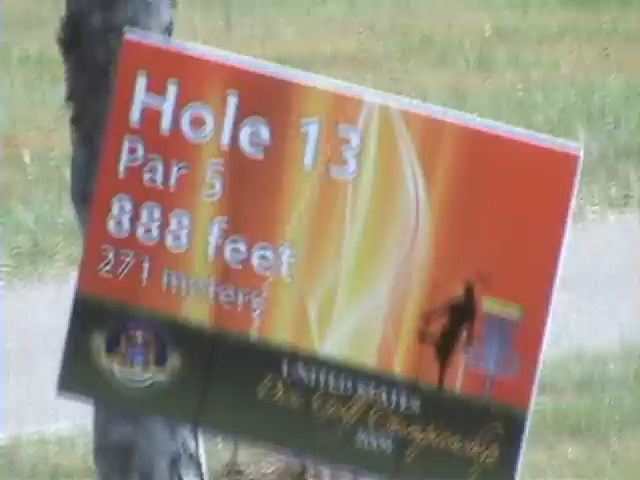 Hole 13
Par 5
888 feet
271 meters
UNITED STATES
Disc Golf Championship